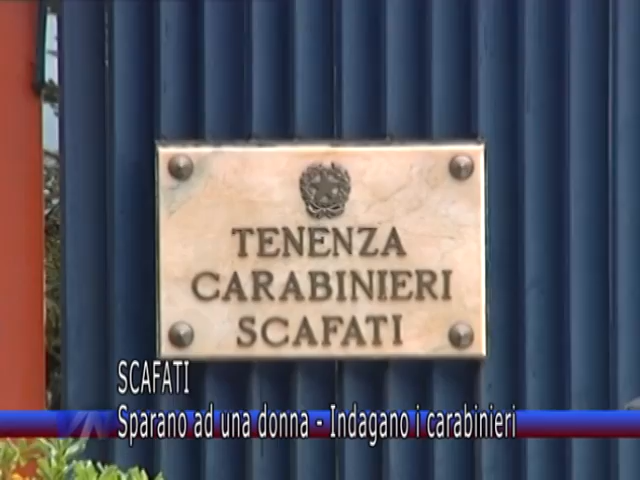 TENENZA
CARABINIERI
SCAFATI
SCAFATI
Sparano ad una donna - Indagano i carabinieri